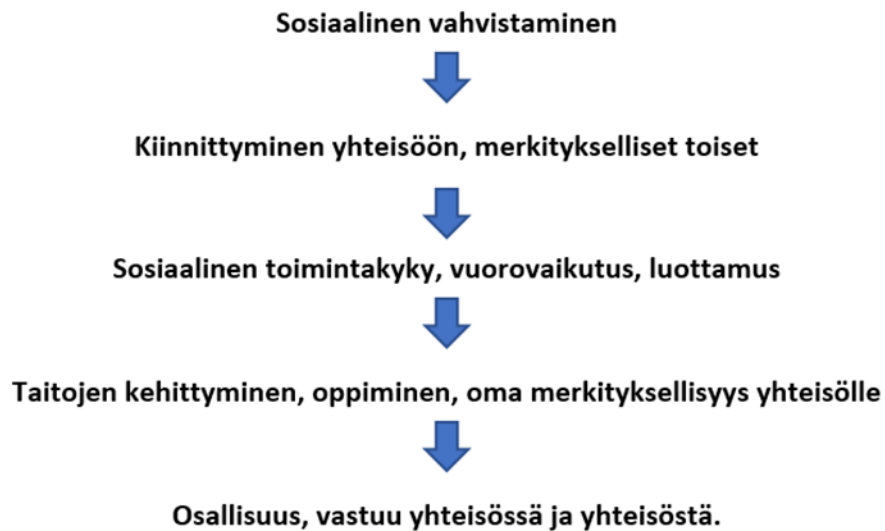 Sosiaalinen vahvistaminen
Kiinnittyminen yhteisöön, merkitykselliset toiset
Sosiaalinen toimintakyky, vuorovaikutus, luottamus
Taitojen kehittyminen, oppiminen, oma merkityksellisyys yhteisölle
Osallisuus, vastuu yhteisössä ja yhteisöstä.